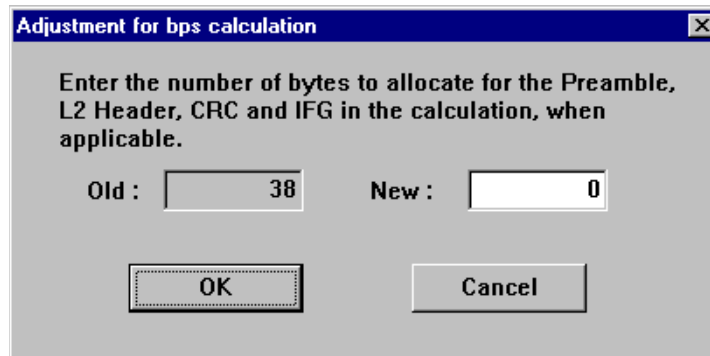 Adjustment for bps calculation
Enter the number of bytes to allocate for the Preamble,
L2 Header, CRC and IFG in the calculation, when
applicable.
Old : 38 New : 0
OK Cancel